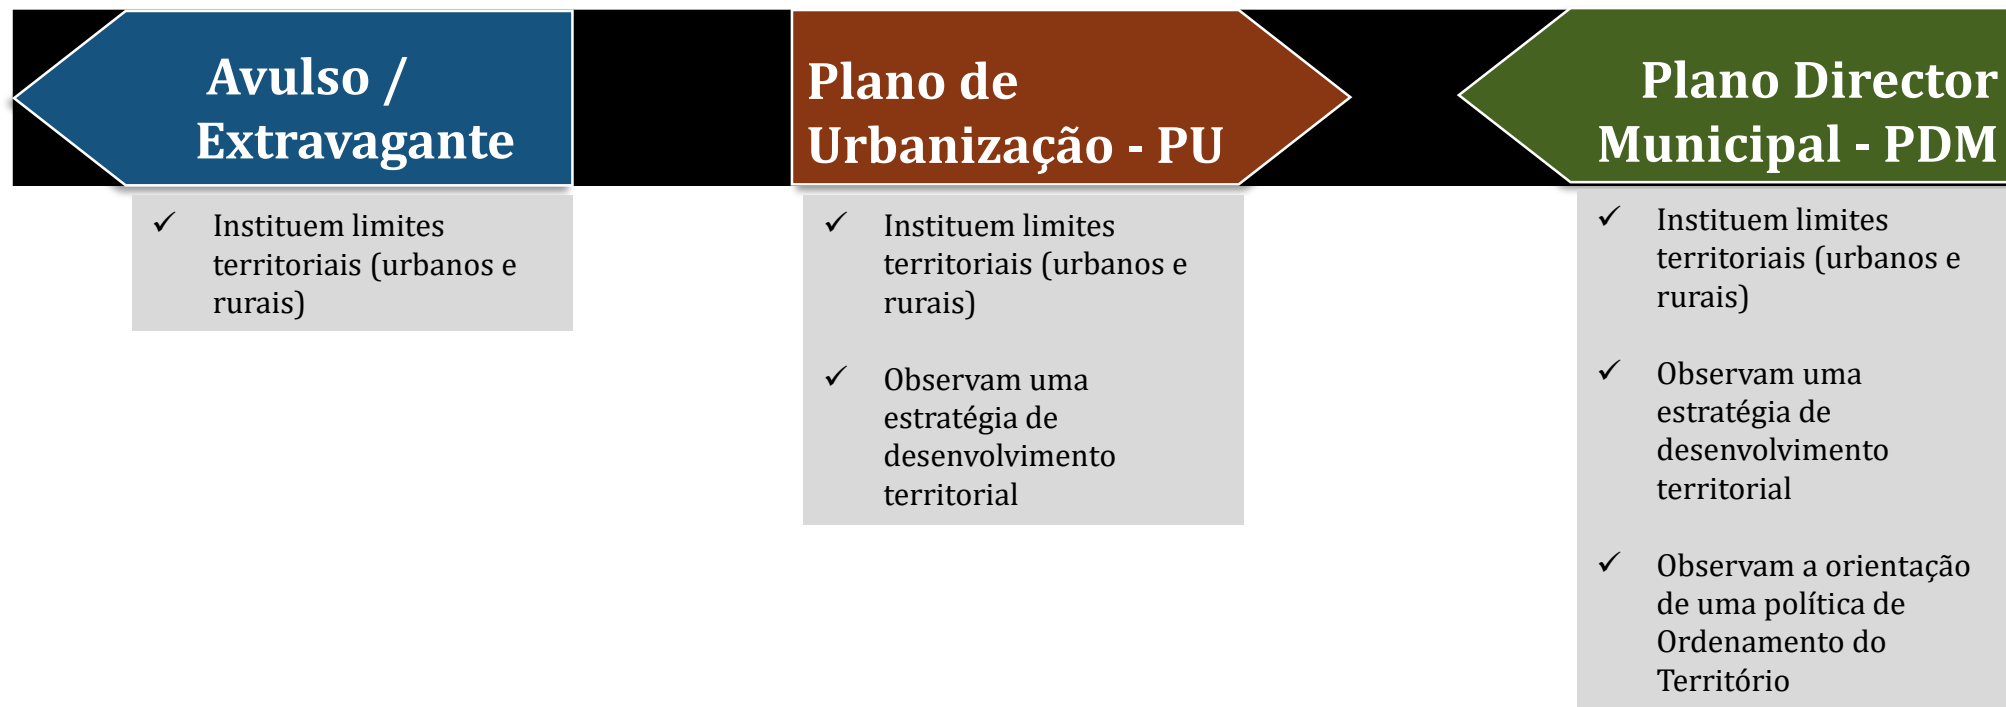 Avulso /
Extravagante
✓ Instituem limites
territoriais (urbanos e
rurais)
Plano de
Urbanização - PU
✓ Instituem limites
territoriais (urbanos e
rurais)
✓ Observam uma
estratégia de
desenvolvimento
territorial
Plano Director
Municipal - PDM
✓ Instituem limites
territoriais (urbanos e
rurais)
✓ Observam uma
estratégia de
desenvolvimento
territorial
✓ Observam a orientação
de uma política de
Ordenamento do
Território